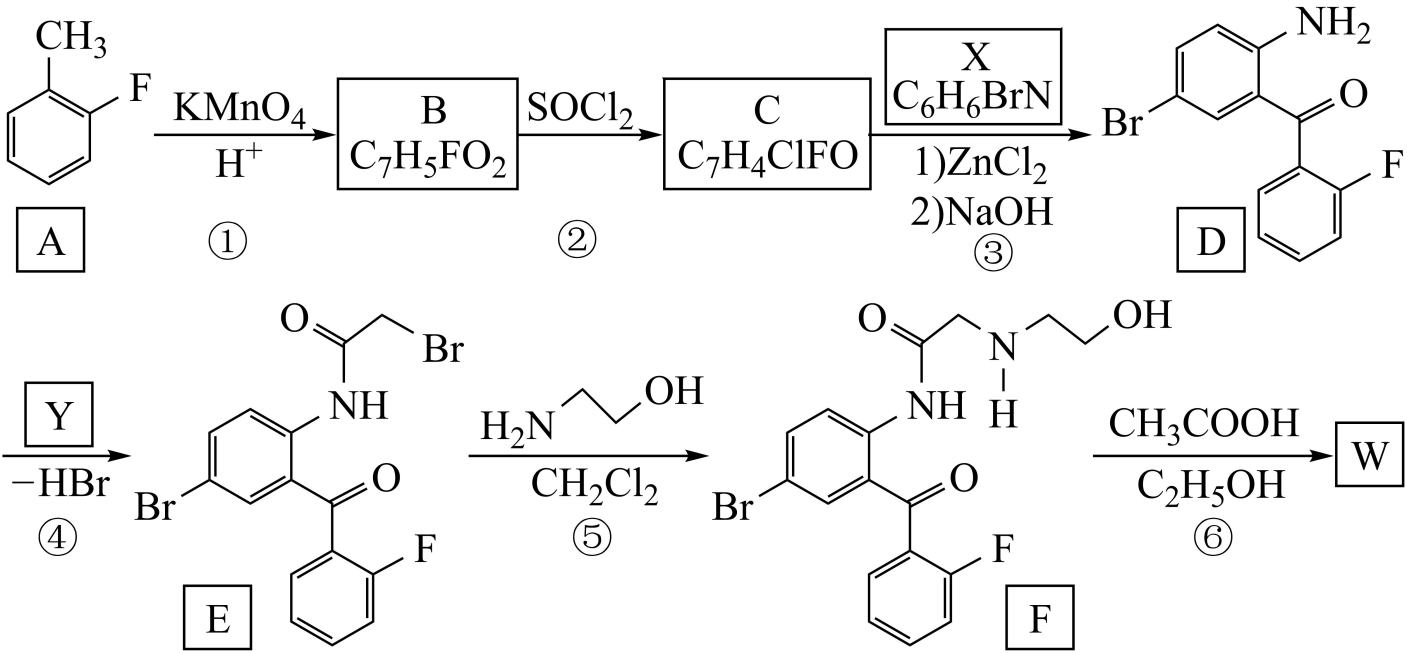 CH₃
F
A
KMnO₄
H⁺
①
B
C₇H₅FO₂
SOCl₂
②
C
C₇H₄ClFO
X
C₆H₆BrN
1)ZnCl₂
2)NaOH
③
NH₂
O
Br
F
D
Y
−HBr
④
O
Br
NH
O
Br
F
E
H₂N
OH
CH₂Cl₂
⑤
O
N
H
OH
NH
O
Br
F
F
CH₃COOH
C₂H₅OH
⑥
W